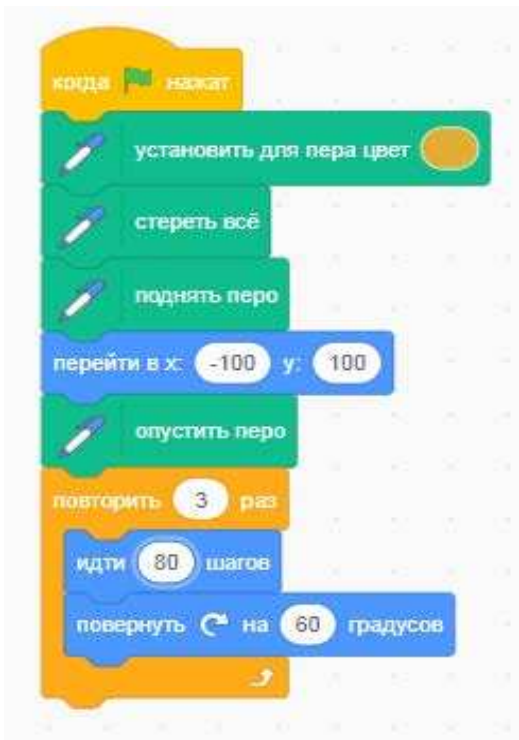 когда нажат
установить для пера цвет
стереть всё
поднять перо
перейти в x: -100 y: 100
опустить перо
повторить 3 раз
идти 80 шагов
повернуть на 60 градусов